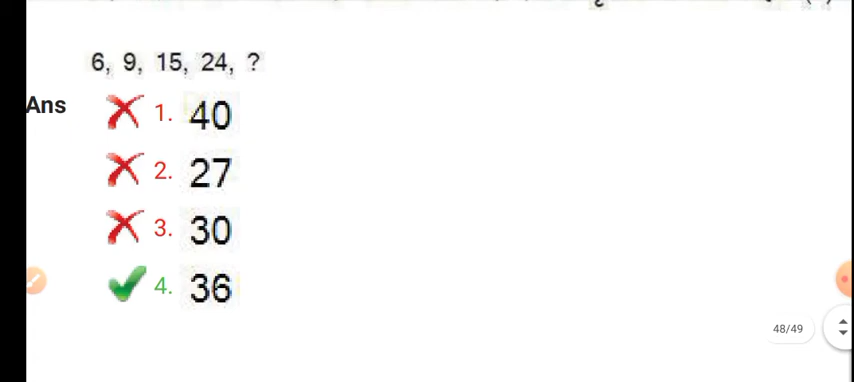 6, 9, 15, 24, ?
Ans
1. 40
2. 27
3. 30
4. 36
48/49